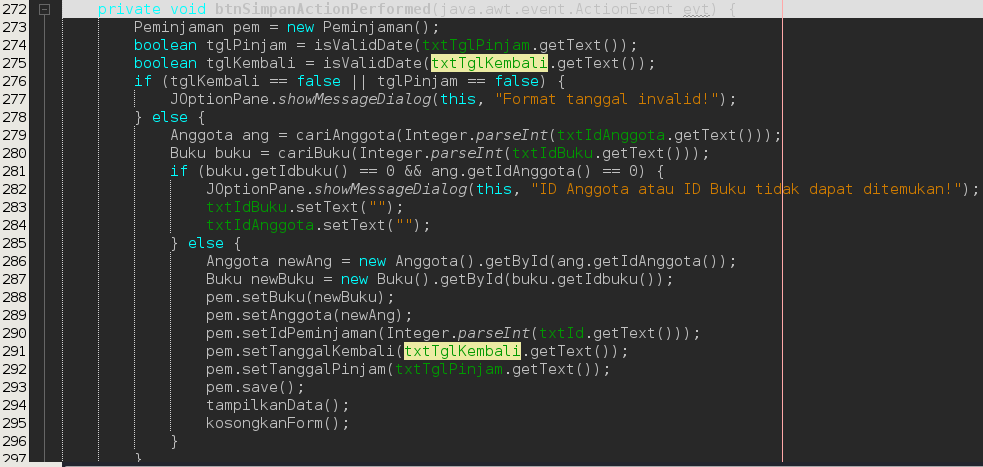 272 private void btnSimpanActionPerformed(java.awt.event.ActionEvent evt) {
273 Peminjaman pem = new Peminjaman();
274 boolean tglPinjam = isValidDate(txtTglPinjam.getText());
275 boolean tglKembali = isValidDate(txtTglKembali.getText());
276 if (tglKembali == false || tglPinjam == false) {
277 JOptionPane.showMessageDialog(this, "Format tanggal invalid!");
278 } else {
279 Anggota ang = cariAnggota(Integer.parseInt(txtIdAnggota.getText()));
280 Buku buku = cariBuku(Integer.parseInt(txtIdBuku.getText()));
281 if (buku.getIdbuku() == 0 && ang.getIdAnggota() == 0) {
282 JOptionPane.showMessageDialog(this, "ID Anggota atau ID Buku tidak dapat ditemukan!");
283 txtIdBuku.setText("");
284 txtIdAnggota.setText("");
285 } else {
286 Anggota newAng = new Anggota().getById(ang.getIdAnggota());
287 Buku newBuku = new Buku().getById(buku.getIdbuku());
288 pem.setBuku(newBuku);
289 pem.setAnggota(newAng);
290 pem.setIdPeminjaman(Integer.parseInt(txtId.getText()));
291 pem.setTanggalKembali(txtTglKembali.getText());
292 pem.setTanggalPinjam(txtTglPinjam.getText());
293 pem.save();
294 tampilkanData();
295 kosongkanForm();
296 }
297 }